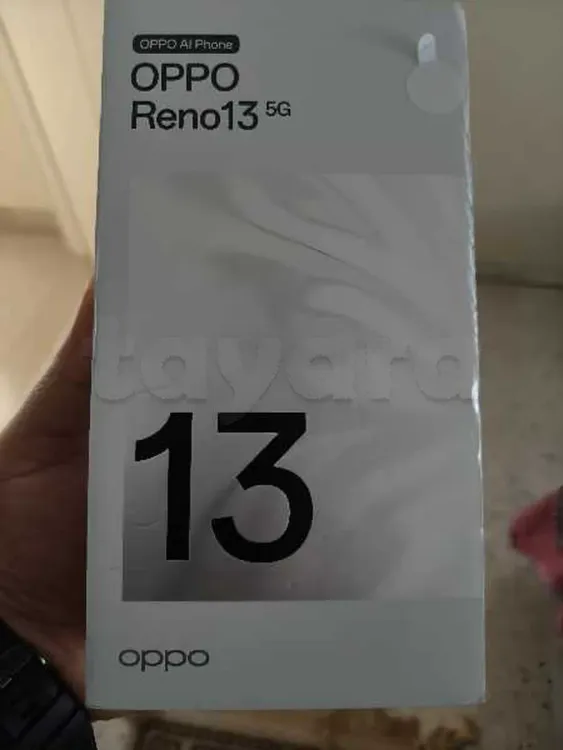 OPPO AI Phone
OPPO
Reno13 5G
tayara
13
oppo